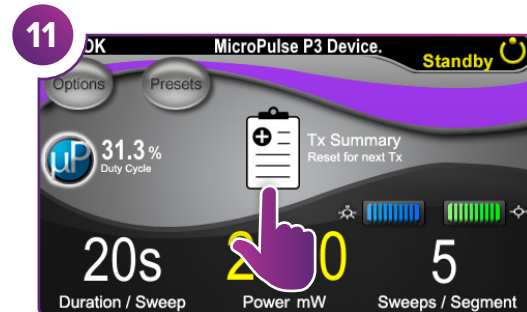 11
OK
MicroPulse P3 Device.
Standby
Options
Presets
µP
31.3 %
Duty Cycle
Tx Summary
Reset for next Tx
20s
5
Duration / Sweep
Power mW
Sweeps / Segment